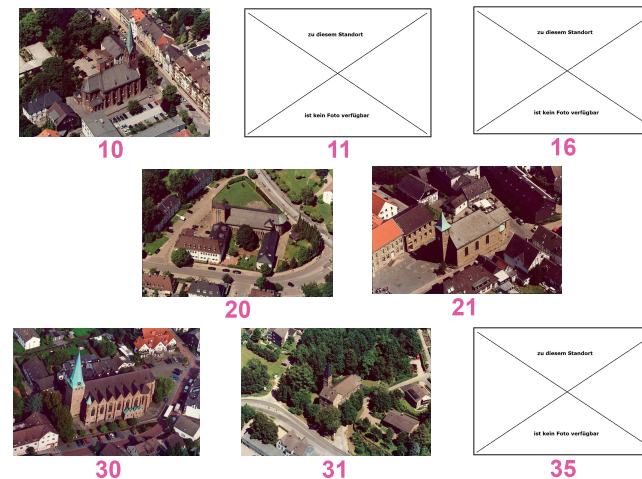 zu diesem Standort
ist kein Foto verfügbar
zu diesem Standort
ist kein Foto verfügbar
10
11
16
20
21
zu diesem Standort
ist kein Foto verfügbar
30
31
35